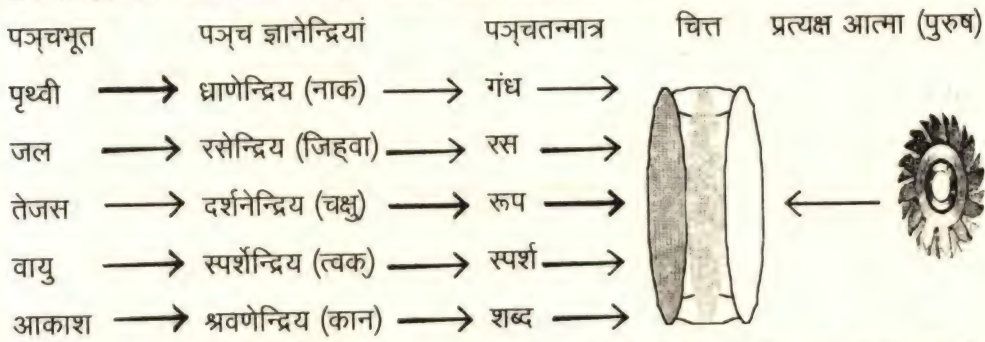 पञ्चभूत पञ्च ज्ञानेन्द्रियां पञ्चतन्मात्र चित्त प्रत्यक्ष आत्मा (पुरुष)
पृथ्वी ध्राणेन्द्रिय (नाक) गंध
जल रसेन्द्रिय (जिह्वा) रस
तेजस दर्शनेन्द्रिय (चक्षु) रूप
वायु स्पर्शेन्द्रिय (त्वक्) स्पर्श
आकाश श्रवणेन्द्रिय (कान) शब्द